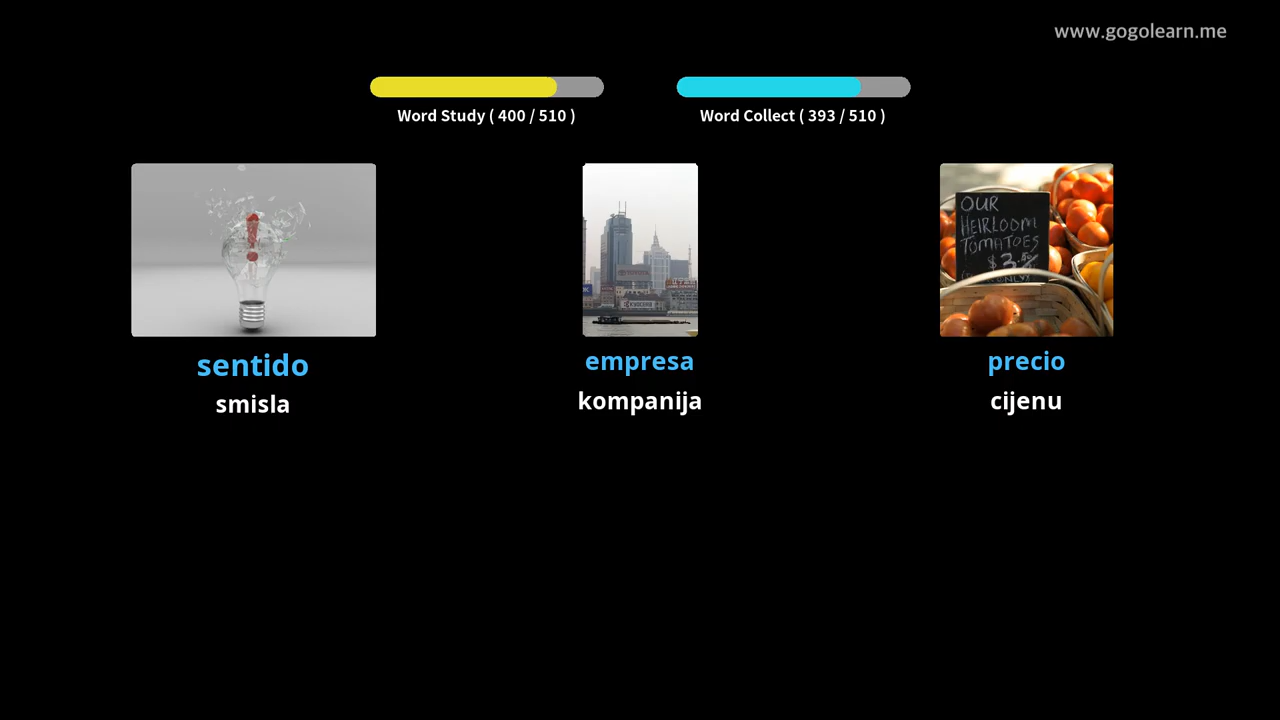 www.gogolearn.me
Word Study ( 400 / 510 )
Word Collect ( 393 / 510 )
OUR
HEIRLOOM
TOMATOES
TOYOTA
sentido
empresa
precio
smisla
kompanija
cijenu